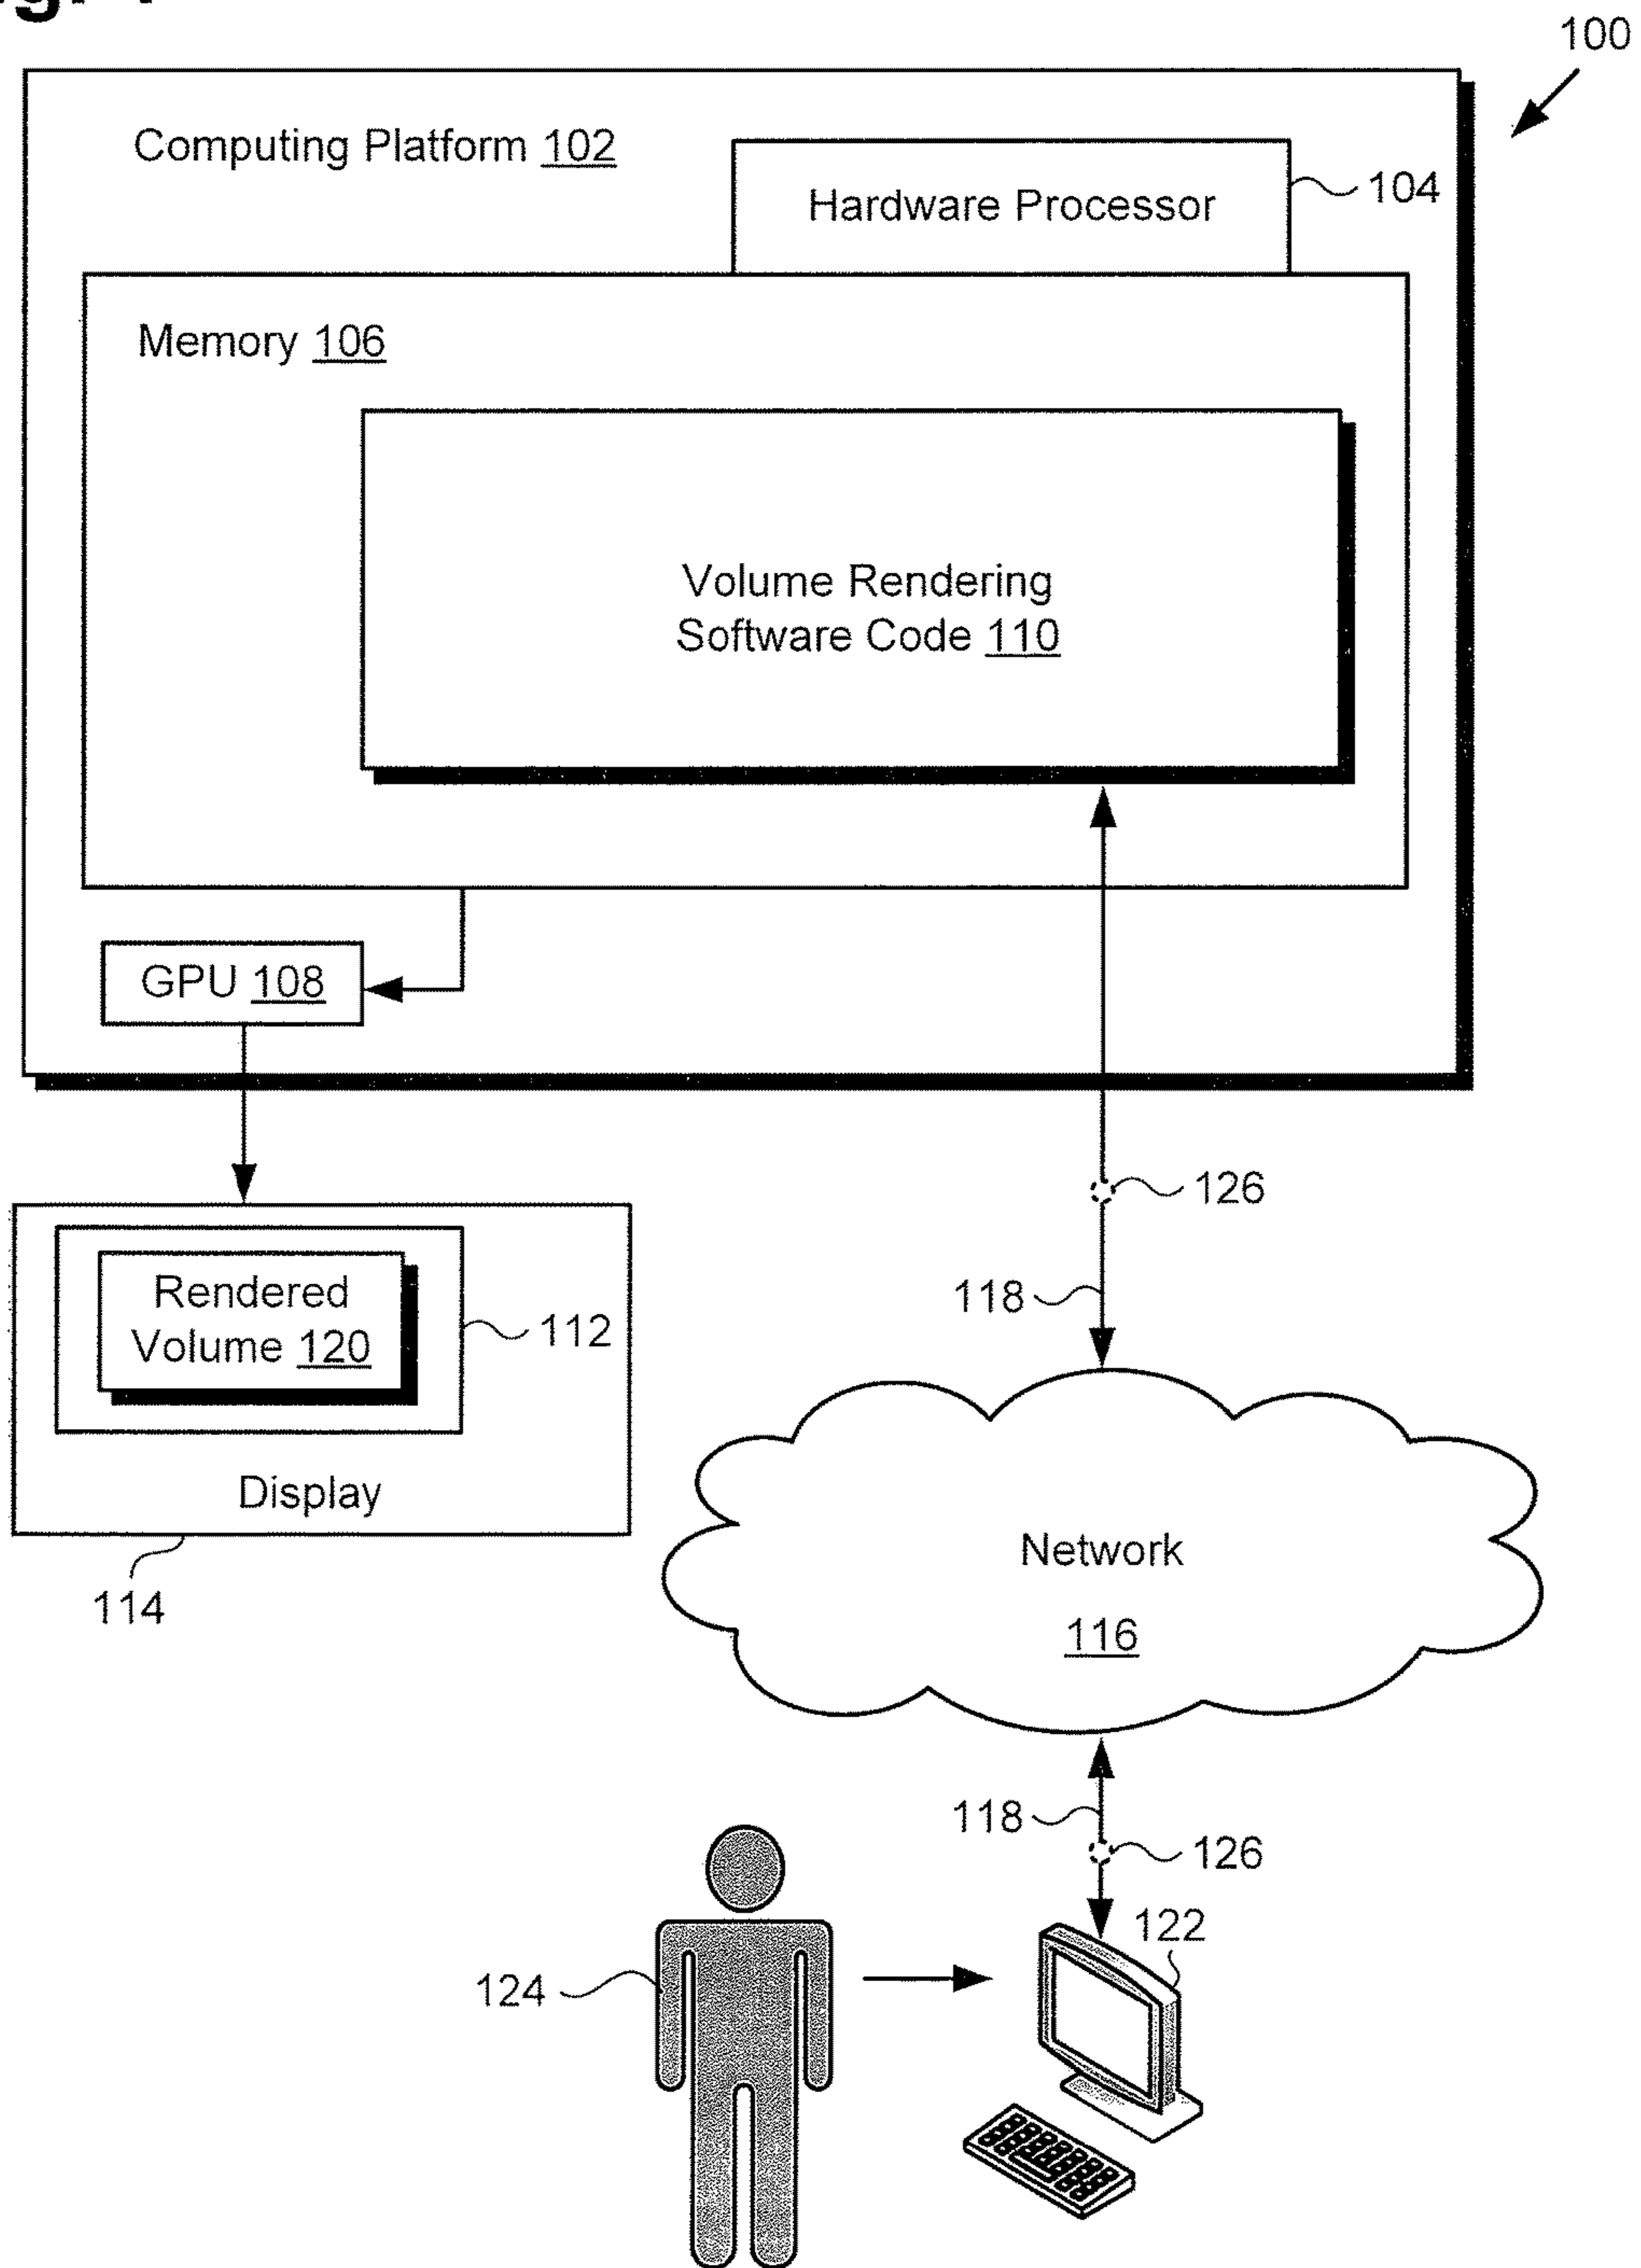 100
Computing Platform 102
Hardware Processor
104
Memory 106
Volume Rendering
Software Code 110
GPU 108
126
118
Rendered
Volume 120
112
Display
114
Network
116
118
126
122
124